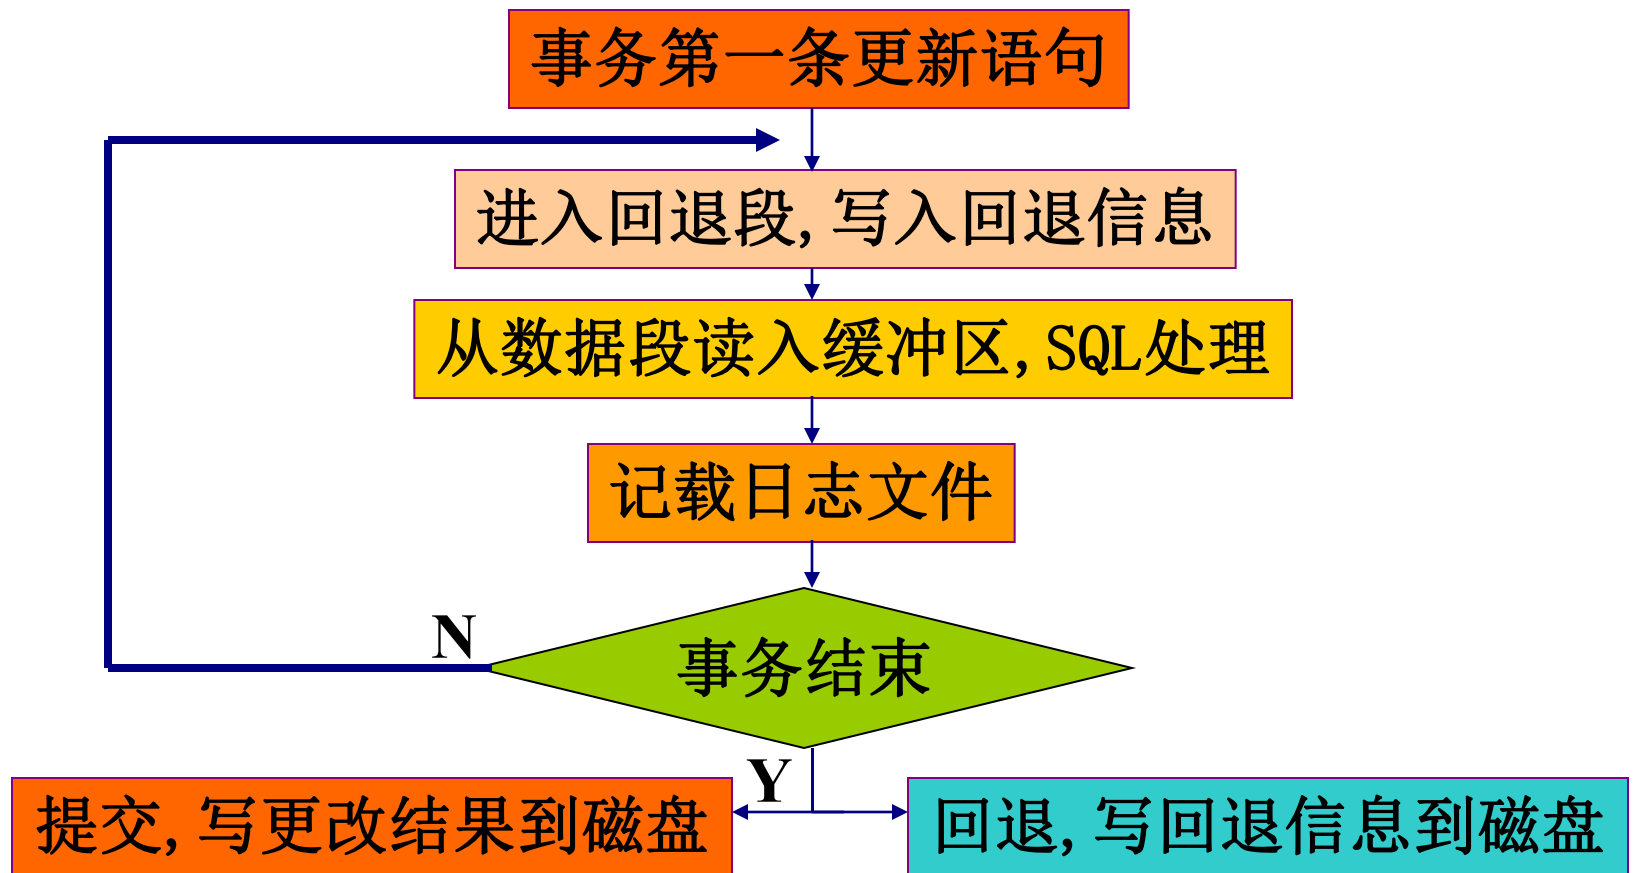 事务第一条更新语句
进入回退段,写入回退信息
从数据段读入缓冲区,SQL处理
记载日志文件
N
事务结束
Y
提交,写更改结果到磁盘
回退,写回退信息到磁盘